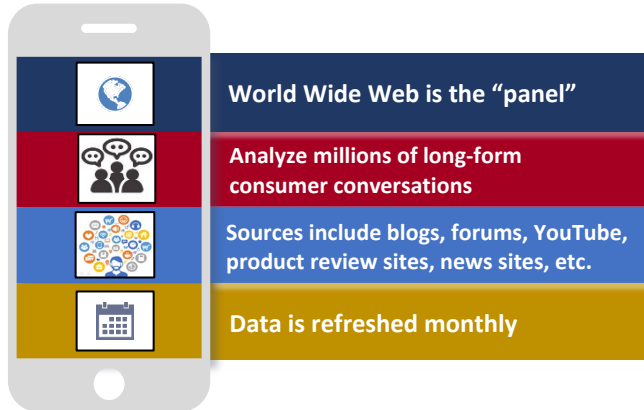 World Wide Web is the “panel”
Analyze millions of long-form
consumer conversations
Sources include blogs, forums, YouTube,
product review sites, news sites, etc.
Data is refreshed monthly